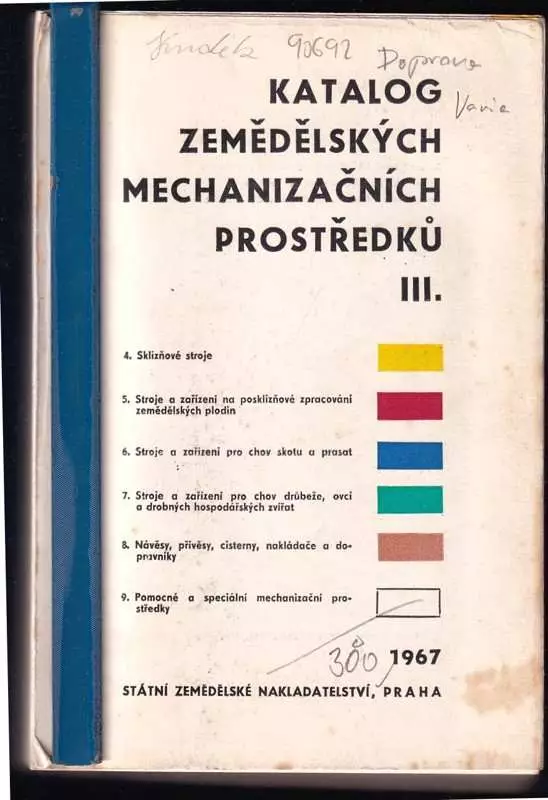 90692 Doprava
KATALOG
ZEMĚDĚLSKÝCH
MECHANIZAČNÍCH
PROSTŘEDKŮ
III.
4. Sklizňové stroje
5. Stroje a zařízení na posklizňové zpracování
zemědělských plodin
6. Stroje a zařízení pro chov skotu a prasat
7. Stroje a zařízení pro chov drůbeže, ovcí
a drobných hospodářských zvířat
8. Návěsy, přívěsy, cisterny, nakládače a do-
pravníky
9. Pomocné a speciální mechanizační pro-
středky
300
1967
STÁTNÍ ZEMĚDĚLSKÉ NAKLADATELSTVÍ, PRAHA